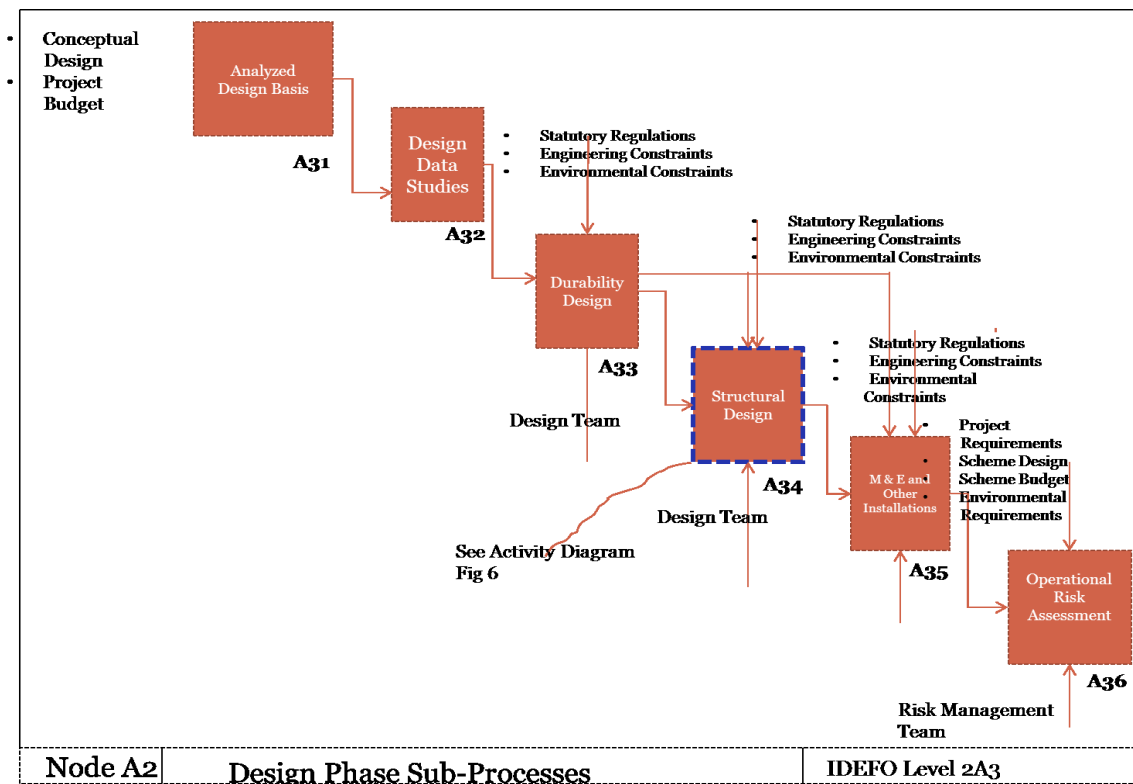 • Conceptual
Design
• Project
Budget
Analyzed
Design Basis
A31
Design
Data
Studies
A32
• Statutory Regulations
• Engineering Constraints
• Environmental Constraints
Durability
Design
A33
Design Team
• Statutory Regulations
• Engineering Constraints
• Environmental Constraints
Structural
Design
A34
Design Team
See Activity Diagram
Fig 6
• Statutory Regulations
• Engineering Constraints
• Environmental
Constraints
M & E and
Other
Installations
A35
• Project
Requirements
• Scheme Design
• Scheme Budget
• Environmental
Requirements
Operational
Risk
Assessment
A36
Risk Management
Team
Node A2
Design Phase Sub-Processes
IDEFO Level 2A3